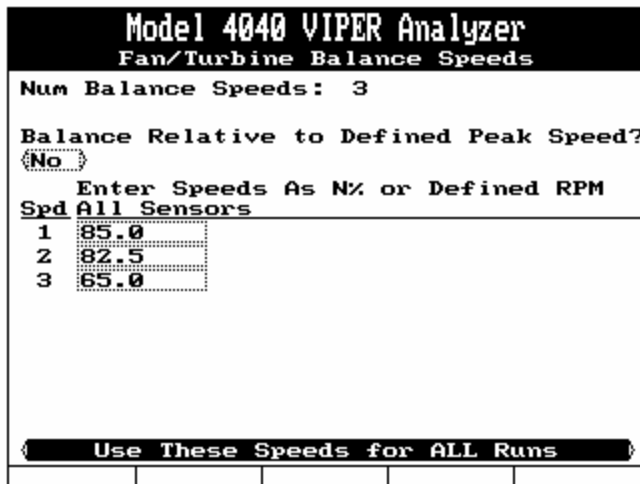 Model 4040 VIPER Analyzer
Fan/Turbine Balance Speeds
Num Balance Speeds: 3
Balance Relative to Defined Peak Speed?
No
Enter Speeds As N% or Defined RPM
Spd All Sensors
1 85.0
2 82.5
3 65.0
Use These Speeds for ALL Runs